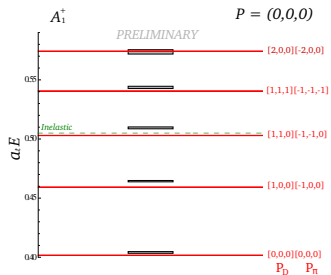 A₁⁺ P = (0,0,0)
PRELIMINARY
[2,0,0][-2,0,0]
0.55
[1,1,1][-1,-1,-1]
Inelastic
0.50
[1,1,0][-1,-1,0]
aₜE
[1,0,0][-1,0,0]
0.45
0.40
[0,0,0][0,0,0]
P_D P_π